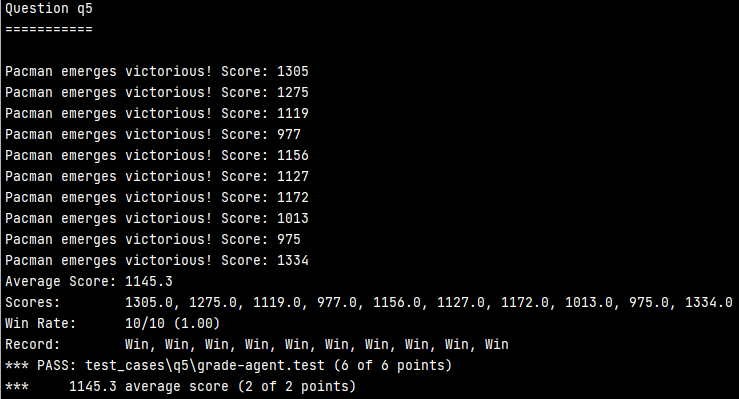 Question q5
===========
Pacman emerges victorious! Score: 1305
Pacman emerges victorious! Score: 1275
Pacman emerges victorious! Score: 1119
Pacman emerges victorious! Score: 977
Pacman emerges victorious! Score: 1156
Pacman emerges victorious! Score: 1127
Pacman emerges victorious! Score: 1172
Pacman emerges victorious! Score: 1013
Pacman emerges victorious! Score: 975
Pacman emerges victorious! Score: 1334
Average Score: 1145.3
Scores:        1305.0, 1275.0, 1119.0, 977.0, 1156.0, 1127.0, 1172.0, 1013.0, 975.0, 1334.0
Win Rate:      10/10 (1.00)
Record:        Win, Win, Win, Win, Win, Win, Win, Win, Win, Win
*** PASS: test_cases\q5\grade-agent.test (6 of 6 points)
***     1145.3 average score (2 of 2 points)